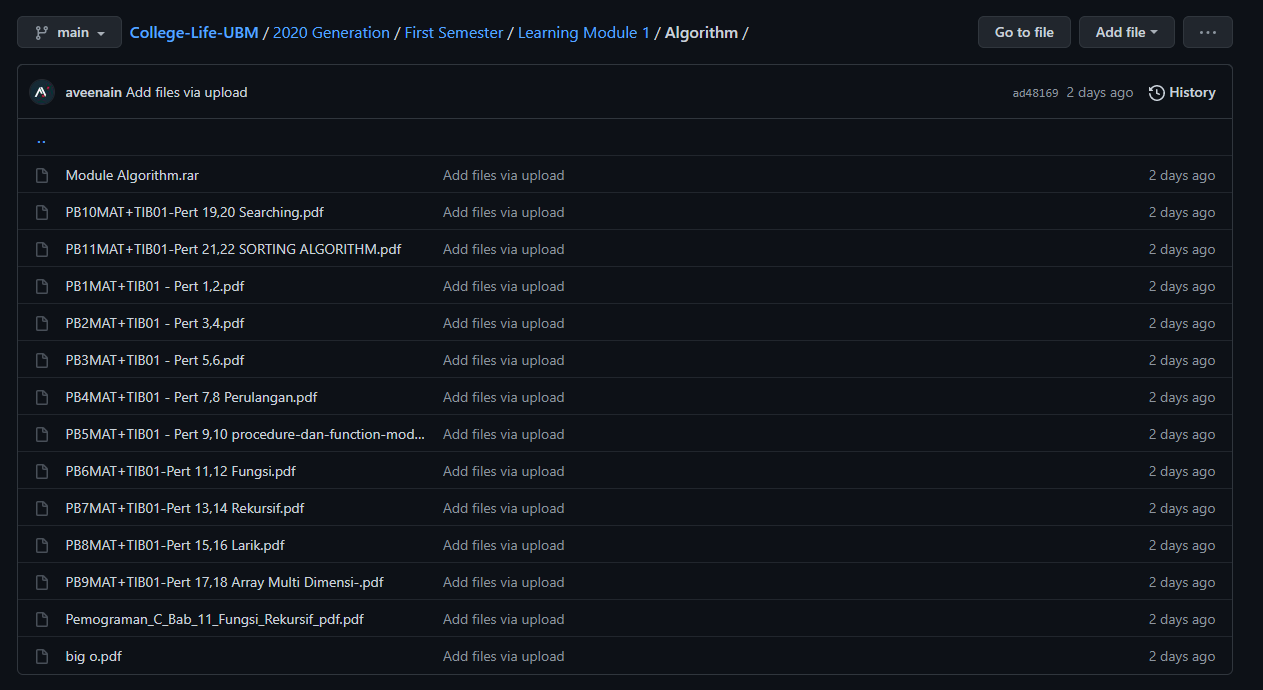 main College-Life-UBM / 2020 Generation / First Semester / Learning Module 1 / Algorithm / Go to file Add file ...
aveenain Add files via upload ad48169 2 days ago History
..
Module Algorithm.rar Add files via upload 2 days ago
PB10MAT+TIB01-Pert 19,20 Searching.pdf Add files via upload 2 days ago
PB11MAT+TIB01-Pert 21,22 SORTING ALGORITHM.pdf Add files via upload 2 days ago
PB1MAT+TIB01 - Pert 1,2.pdf Add files via upload 2 days ago
PB2MAT+TIB01 - Pert 3,4.pdf Add files via upload 2 days ago
PB3MAT+TIB01 - Pert 5,6.pdf Add files via upload 2 days ago
PB4MAT+TIB01 - Pert 7,8 Perulangan.pdf Add files via upload 2 days ago
PB5MAT+TIB01 - Pert 9,10 procedure-dan-function-mod... Add files via upload 2 days ago
PB6MAT+TIB01-Pert 11,12 Fungsi.pdf Add files via upload 2 days ago
PB7MAT+TIB01-Pert 13,14 Rekursif.pdf Add files via upload 2 days ago
PB8MAT+TIB01-Pert 15,16 Larik.pdf Add files via upload 2 days ago
PB9MAT+TIB01-Pert 17,18 Array Multi Dimensi-.pdf Add files via upload 2 days ago
Pemograman_C_Bab_11_Fungsi_Rekursif_pdf.pdf Add files via upload 2 days ago
big o.pdf Add files via upload 2 days ago